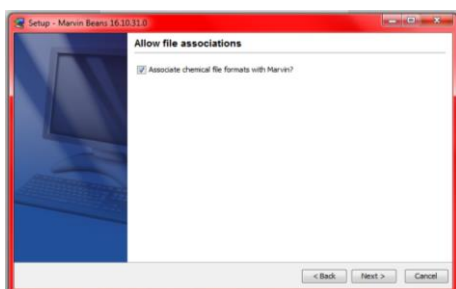 Setup - Marvin Beans 16.10.31.0
Allow file associations
Associate chemical file formats with Marvin?
< Back
Next >
Cancel